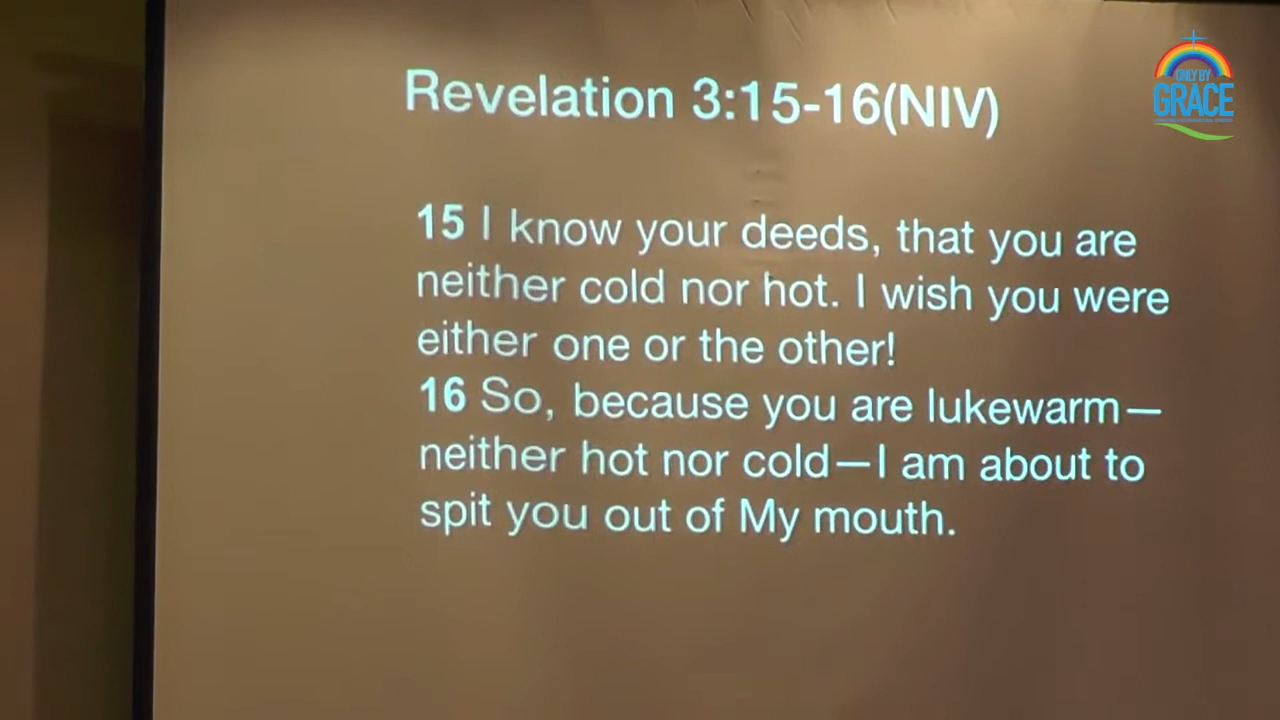 Revelation 3:15-16(NIV)
15 I know your deeds, that you are
neither cold nor hot. I wish you were
either one or the other!
16 So, because you are lukewarm—
neither hot nor cold—I am about to
spit you out of My mouth.
ONLY BY
GRACE